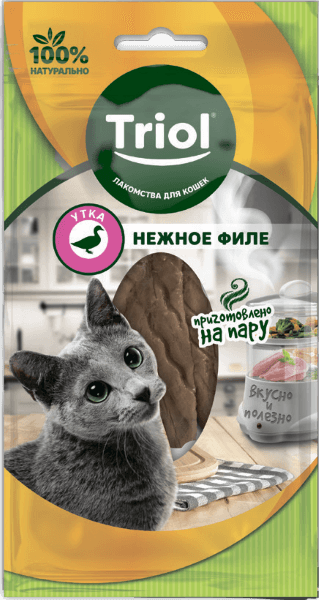 100%
НАТУРАЛЬНО
Triol®
ЛАКОМСТВА ДЛЯ КОШЕК
УТКА
НЕЖНОЕ ФИЛЕ
приготовлено
на пару
вкусно
и
полезно